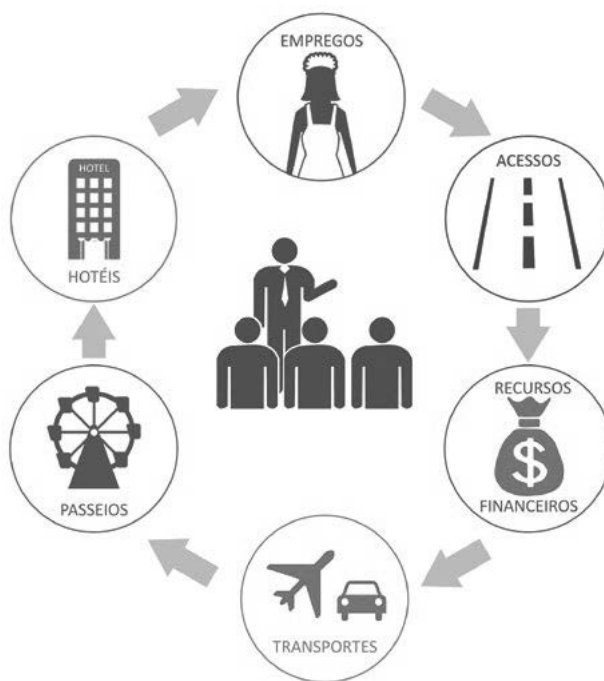 EMPREGOS
ACESSOS
RECURSOS
$
FINANCEIROS
TRANSPORTES
PASSEIOS
HOTEL
HOTÉIS